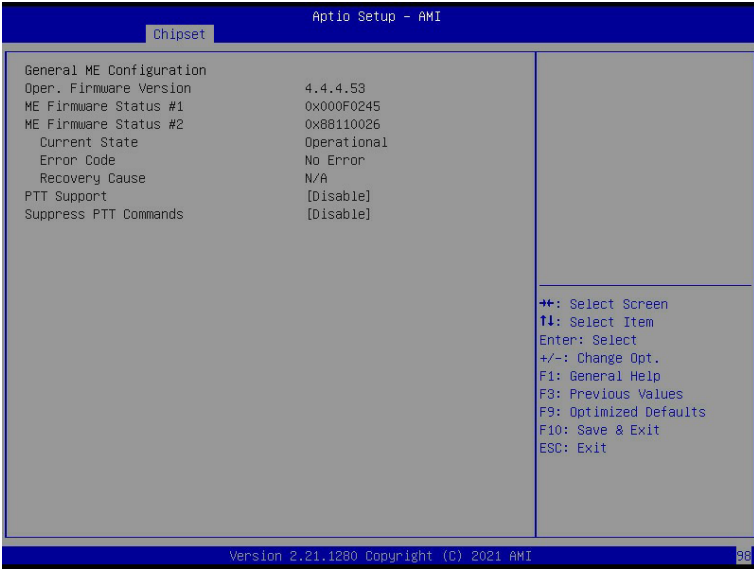 Aptio Setup – AMI
Chipset
General ME Configuration
Oper. Firmware Version 4.4.4.53
ME Firmware Status #1 0x000F0245
ME Firmware Status #2 0x88110026
Current State Operational
Error Code No Error
Recovery Cause N/A
PTT Support [Disable]
Suppress PTT Commands [Disable]
→←: Select Screen
↑↓: Select Item
Enter: Select
+/-: Change Opt.
F1: General Help
F3: Previous Values
F9: Optimized Defaults
F10: Save & Exit
ESC: Exit
Version 2.21.1280 Copyright (C) 2021 AMI
98